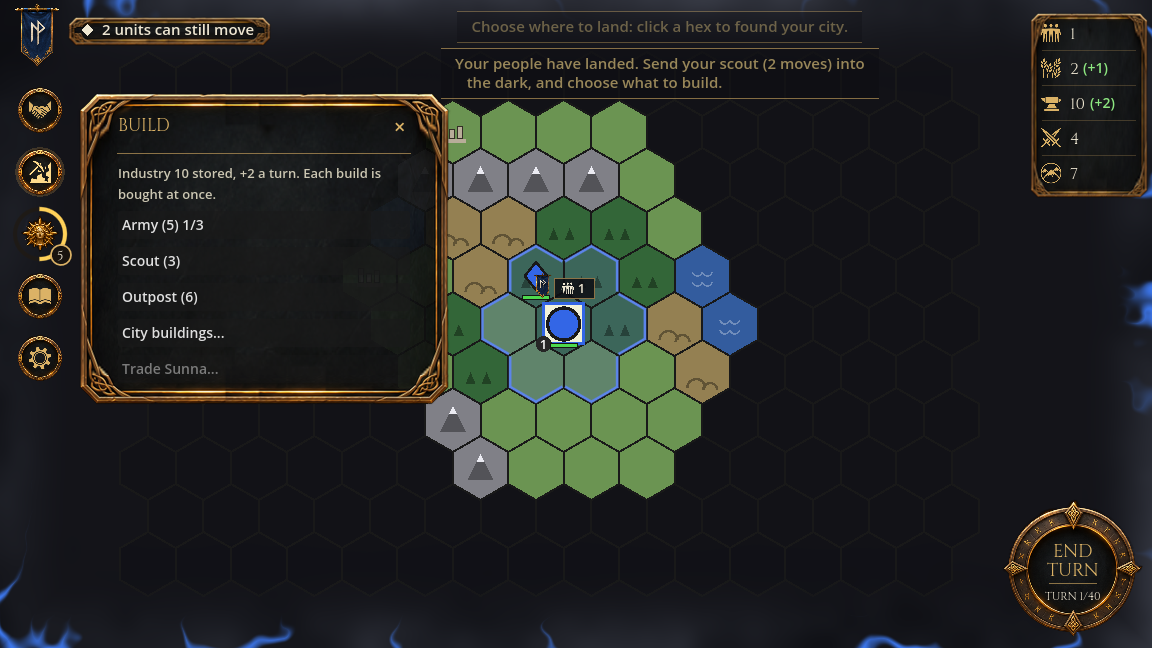 2 units can still move
Choose where to land: click a hex to found your city.
Your people have landed. Send your scout (2 moves) into
the dark, and choose what to build.
1
2 (+1)
10 (+2)
4
7
BUILD
×
Industry 10 stored, +2 a turn. Each build is
bought at once.
Army (5) 1/3
Scout (3)
Outpost (6)
City buildings...
Trade Sunna...
5
1
1
END
TURN
TURN 1/40